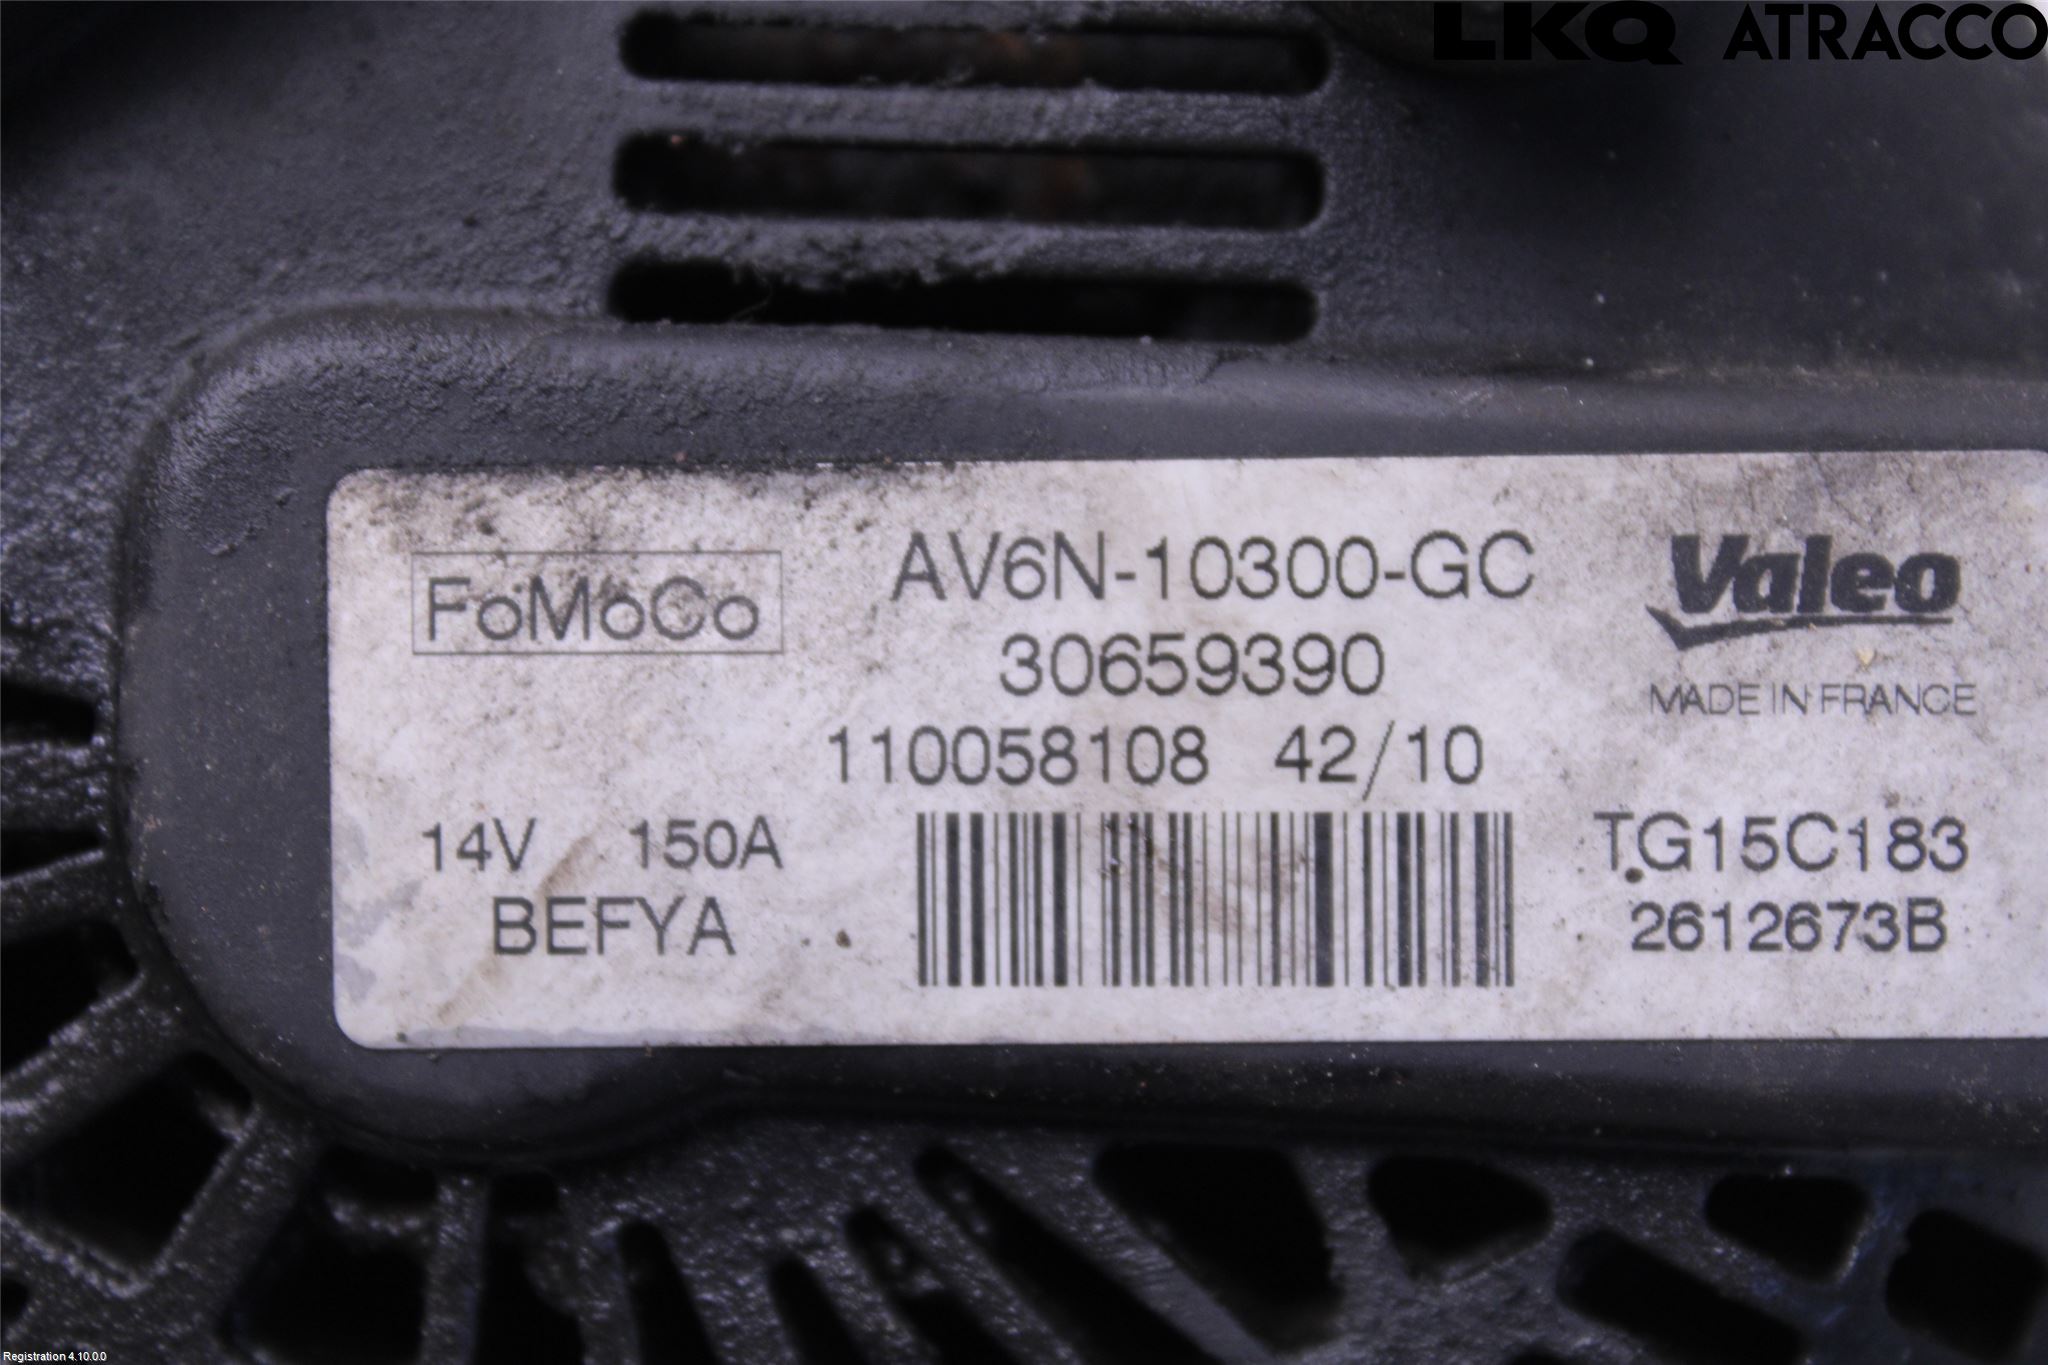 LKQ ATRACCO
FoMoCo
AV6N-10300-GC
30659390
110058108 42/10
Valeo
MADE IN FRANCE
14V 150A
BEFYA
TG15C183
2612673B
Registration 4.10.0.0